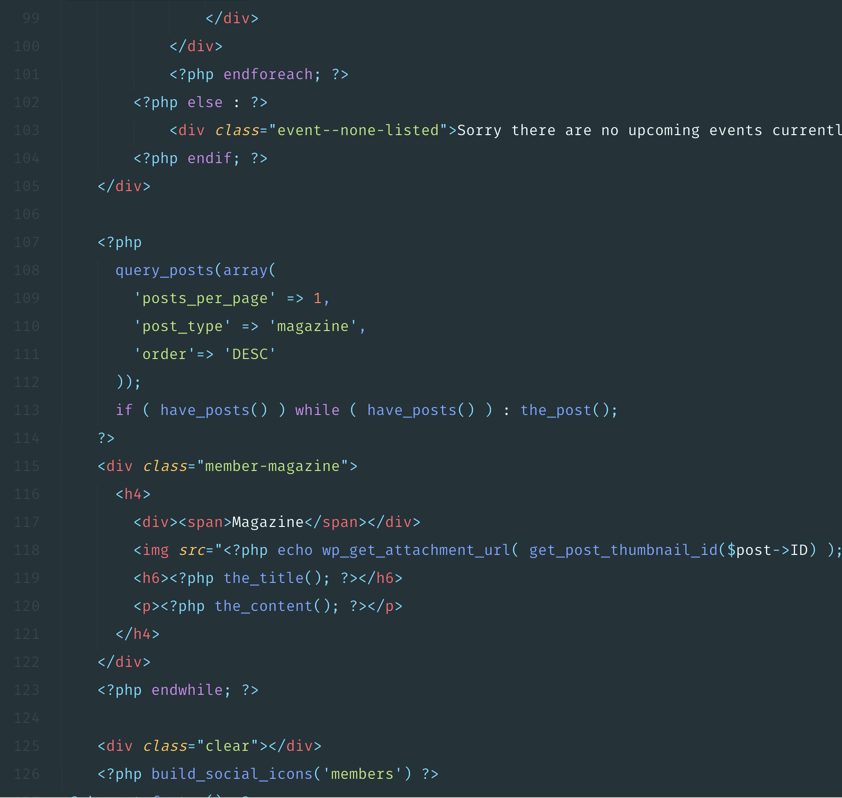 99 </div>
100 </div>
101 <?php endforeach; ?>
102 <?php else : ?>
103 <div class="event--none-listed">Sorry there are no upcoming events currentl
104 <?php endif; ?>
105 </div>
106
107 <?php
108 query_posts(array(
109 'posts_per_page' => 1,
110 'post_type' => 'magazine',
111 'order'=> 'DESC'
112 ));
113 if ( have_posts() ) while ( have_posts() ) : the_post();
114 ?>
115 <div class="member-magazine">
116 <h4>
117 <div><span>Magazine</span></div>
118 <img src="<?php echo wp_get_attachment_url( get_post_thumbnail_id($post->ID) );
119 <h6><?php the_title(); ?></h6>
120 <p><?php the_content(); ?></p>
121 </h4>
122 </div>
123 <?php endwhile; ?>
124
125 <div class="clear"></div>
126 <?php build_social_icons('members') ?>